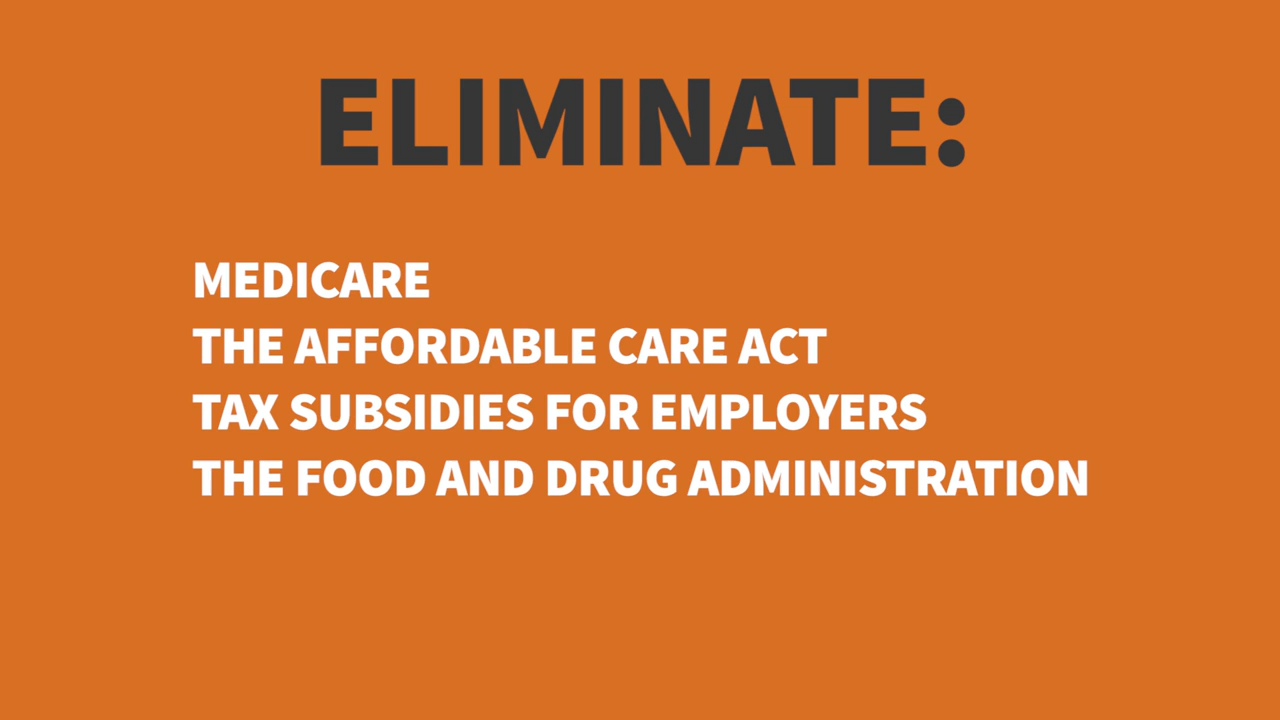 ELIMINATE:
MEDICARE
THE AFFORDABLE CARE ACT
TAX SUBSIDIES FOR EMPLOYERS
THE FOOD AND DRUG ADMINISTRATION